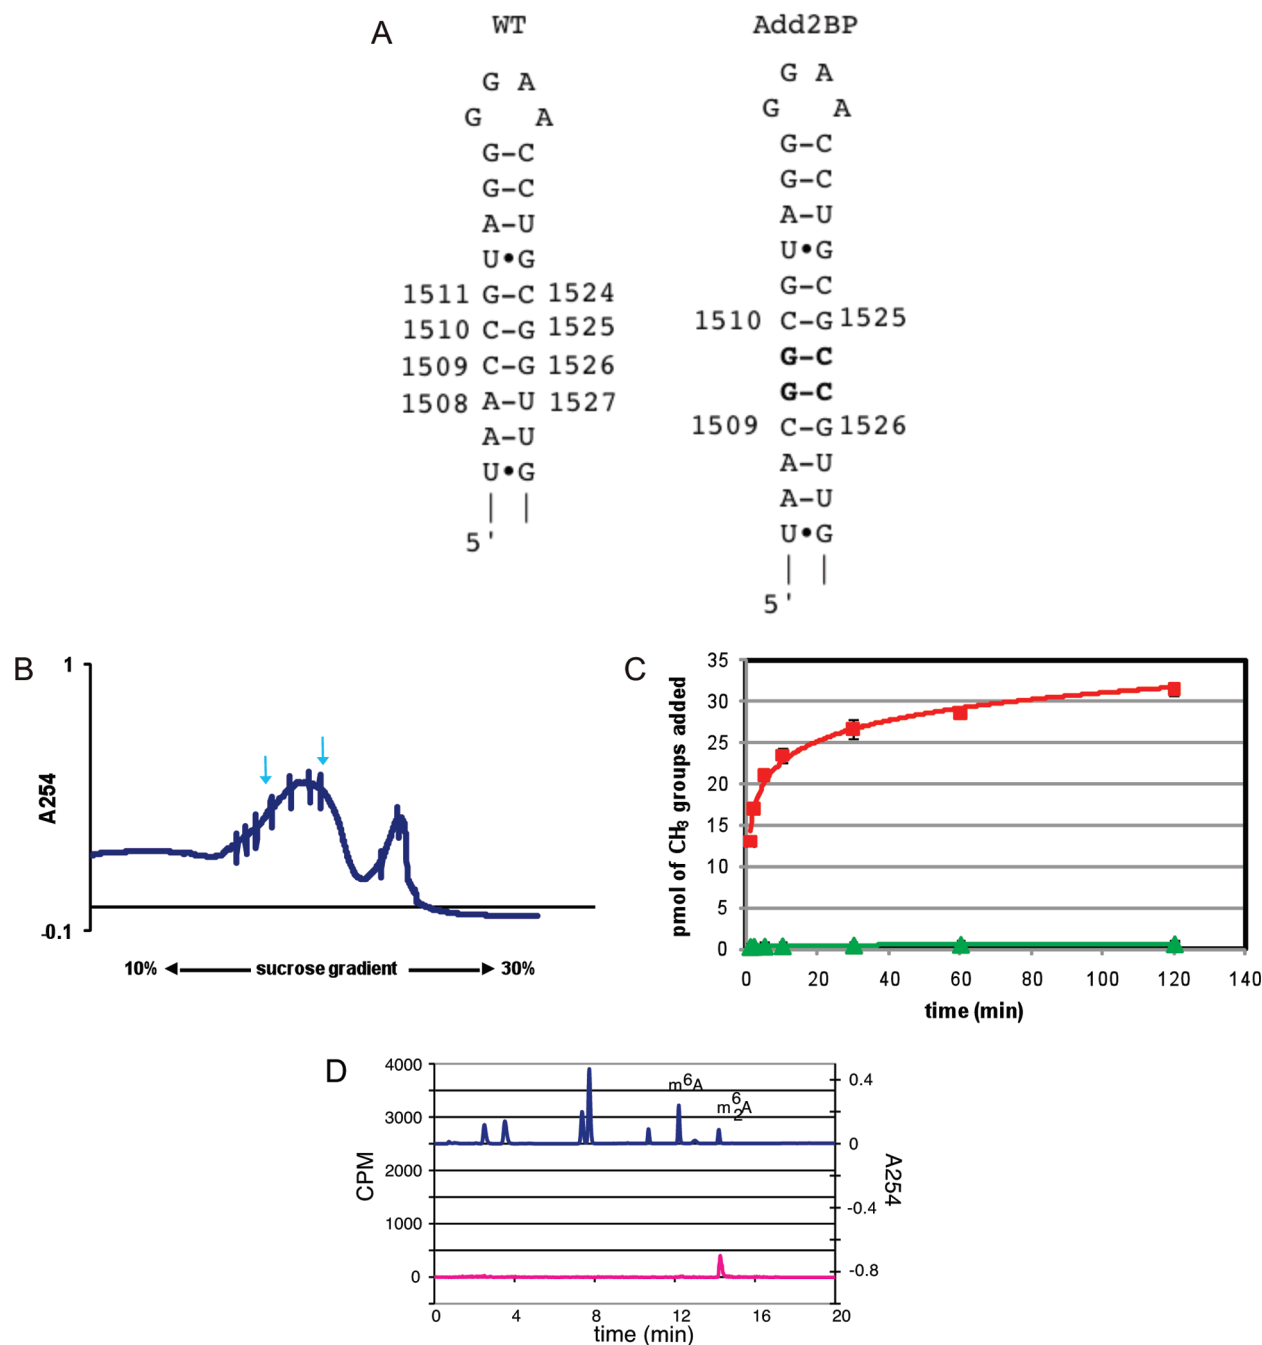 A
WT
Add2BP
G A
G A
G-C
G-C
A-U
U•G
1511 G-C 1524
1510 C-G 1525
1509 C-G 1526
1508 A-U 1527
A-U
U•G
5'
G A
G A
G-C
G-C
A-U
U•G
G-C
1510 C-G 1525
G-C
G-C
1509 C-G 1526
A-U
A-U
U•G
5'
B
1
A254
-0.1
10% sucrose gradient 30%
C
pmol of CH3 groups added
35
30
25
20
15
10
5
0
0 20 40 60 80 100 120 140
time (min)
D
CPM
4000
3000
2000
1000
0
m⁶A
m⁶₂A
0.4
0
-0.4
-0.8
A254
0 4 8 12 16 20
time (min)